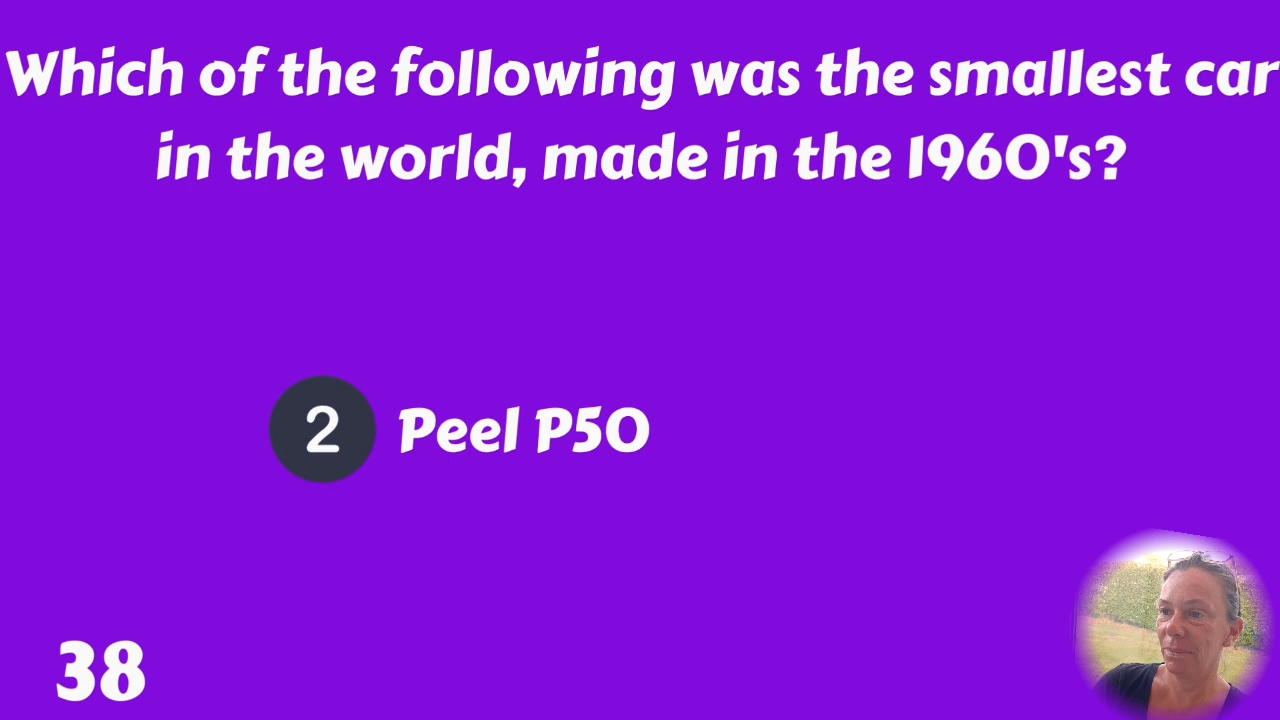 Which of the following was the smallest car
in the world, made in the 1960's?
2 Peel P50
38